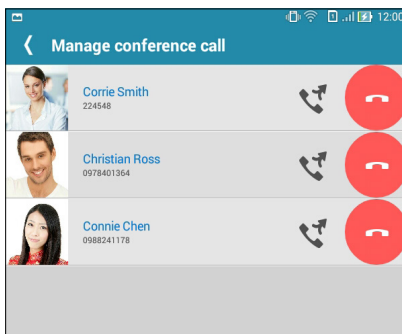 12:00
Manage conference call
Corrie Smith
224548
Christian Ross
0978401364
Connie Chen
0988241178